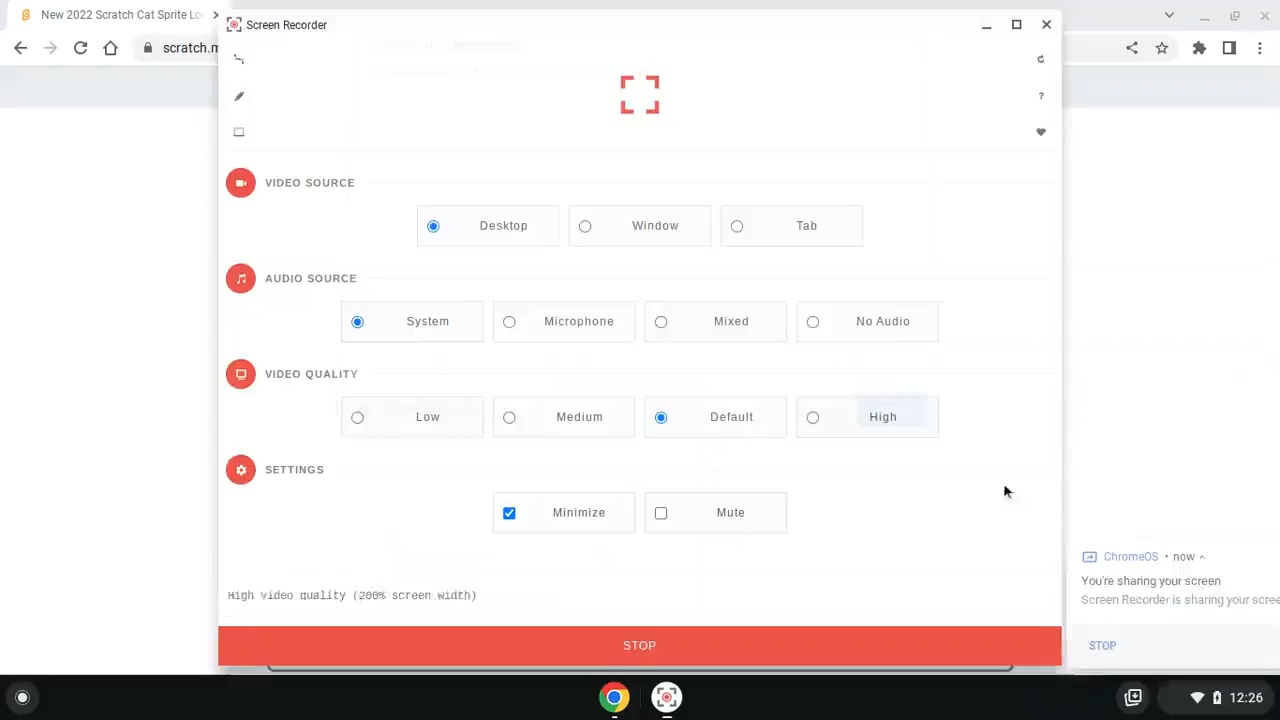 New 2022 Scratch Cat Sprite Lo
Screen Recorder
scratch.m
?
VIDEO SOURCE
Desktop
Window
Tab
AUDIO SOURCE
System
Microphone
Mixed
No Audio
VIDEO QUALITY
Low
Medium
Default
High
SETTINGS
Minimize
Mute
ChromeOS • now
You're sharing your screen
Screen Recorder is sharing your scree
High video quality (200% screen width)
STOP
STOP
12:26